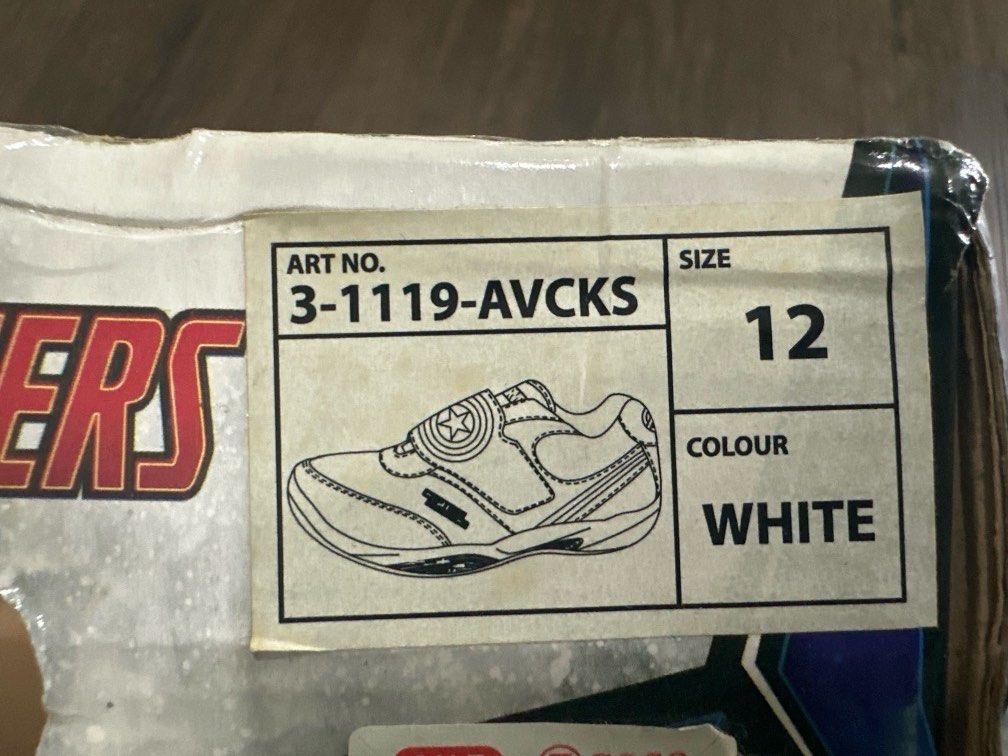 ERS
ART NO.
3-1119-AVCKS
SIZE
12
COLOUR
WHITE